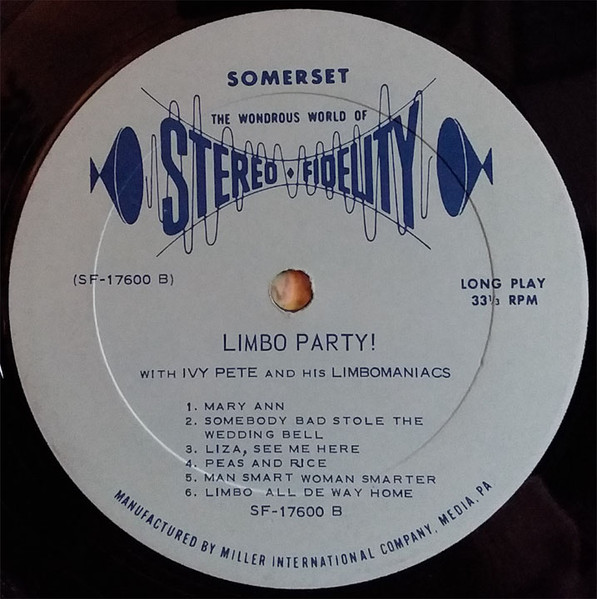 SOMERSET
THE WONDROUS WORLD OF
STEREO · FIDELITY
(SF-17600 B)
LONG PLAY
33 1/3 RPM
LIMBO PARTY!
WITH IVY PETE AND HIS LIMBOMANIACS
1. MARY ANN
2. SOMEBODY BAD STOLE THE
WEDDING BELL
3. LIZA, SEE ME HERE
4. PEAS AND RICE
5. MAN SMART WOMAN SMARTER
6. LIMBO ALL DE WAY HOME
SF-17600 B
MANUFACTURED BY MILLER INTERNATIONAL COMPANY, MEDIA, PA